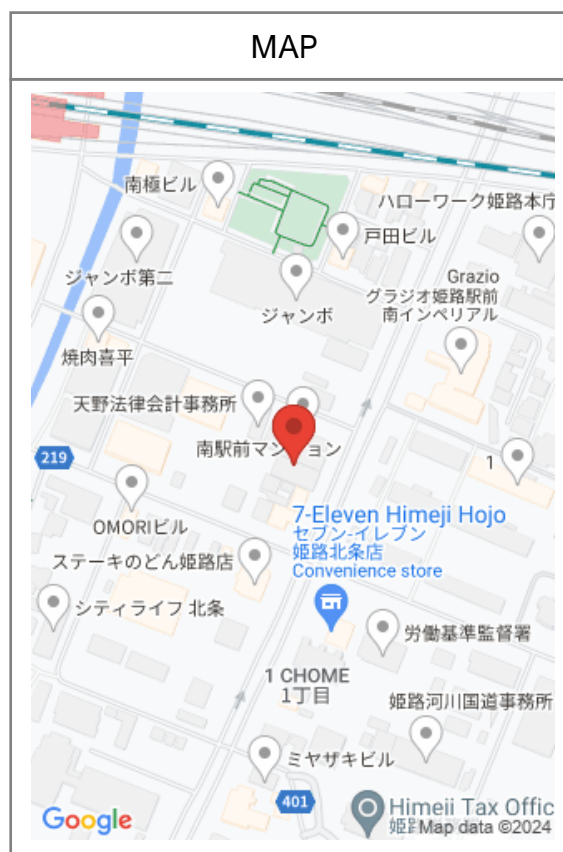 MAP
南極ビル
ハローワーク姫路本庁
戸田ビル
ジャンボ第二
Grazio
グラジオ姫路駅前
南インペリアル
ジャンボ
焼肉喜平
天野法律会計事務所
南駅前マンション
219
1
OMORIビル
7-Eleven Himeji Hojo
セブン-イレブン
姫路北条店
Convenience store
ステーキのどん姫路店
シティライフ 北条
労働基準監督署
1 CHOME
1丁目
姫路河川国道事務所
ミヤザキビル
401
Himeji Tax Offic
姫路
Google
Map data ©2024